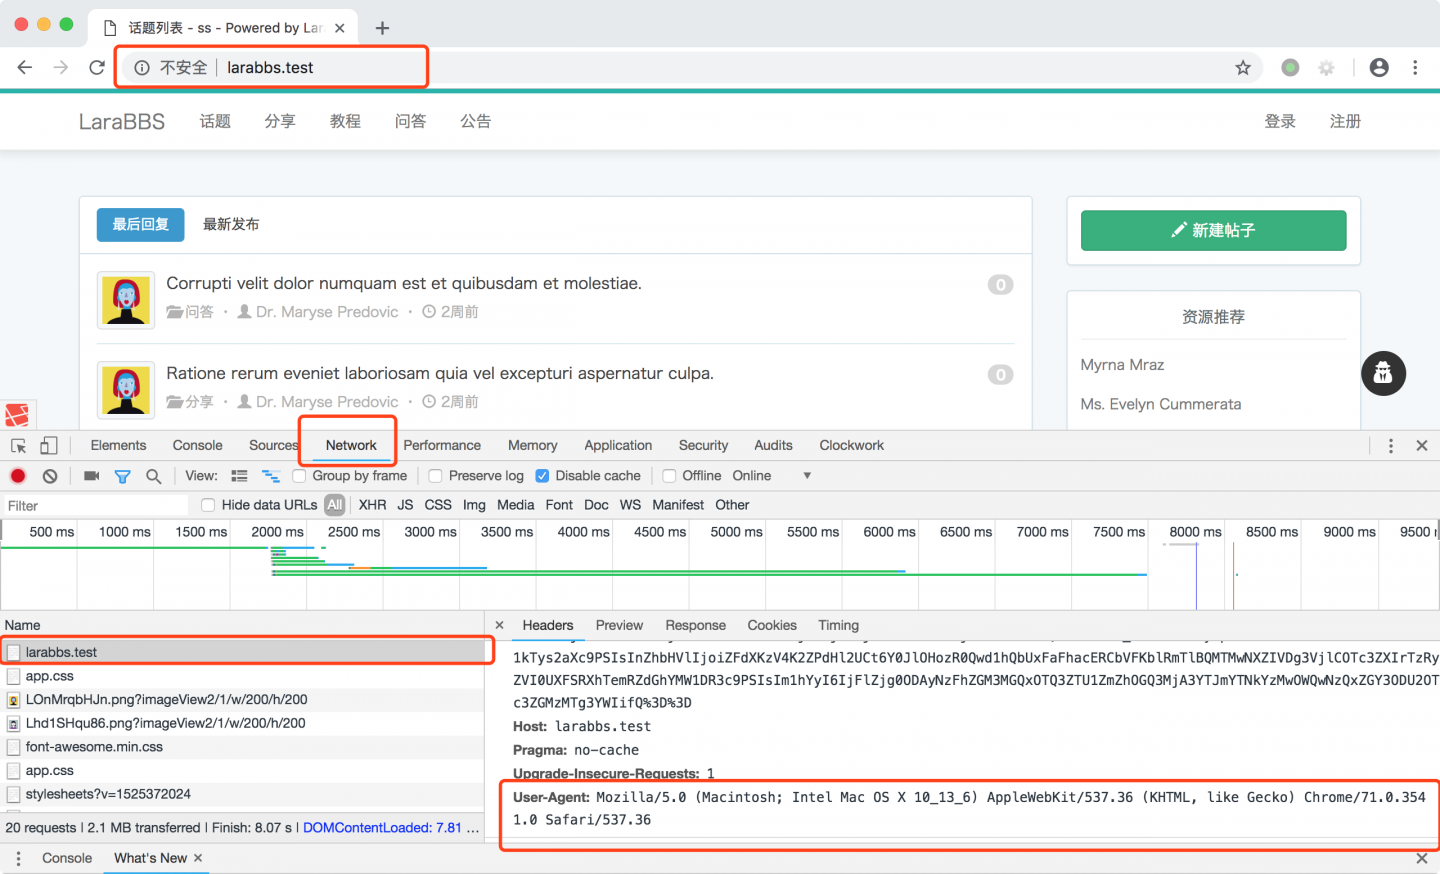 话题列表 - ss - Powered by Lar
不安全 larabbs.test
LaraBBS 话题 分享 教程 问答 公告 登录 注册
最后回复 最新发布
新建帖子
Corrupti velit dolor numquam est et quibusdam et molestiae. 0
问答 • Dr. Maryse Predovic • 2周前
资源推荐
Myrna Mraz
Ratione rerum eveniet laboriosam quia vel excepturi aspernatur culpa. 0
分享 • Dr. Maryse Predovic • 2周前
Ms. Evelyn Cummerata
Elements Console Sources Network Performance Memory Application Security Audits Clockwork
View: Group by frame Preserve log Disable cache Offline Online
Filter Hide data URLs All XHR JS CSS Img Media Font Doc WS Manifest Other
500 ms 1000 ms 1500 ms 2000 ms 2500 ms 3000 ms 3500 ms 4000 ms 4500 ms 5000 ms 5500 ms 6000 ms 6500 ms 7000 ms 7500 ms 8000 ms 8500 ms 9000 ms 9500
Name
larabbs.test
app.css
LOnMrqbHJn.png?imageView2/1/w/200/h/200
Lhd1SHqu86.png?imageView2/1/w/200/h/200
font-awesome.min.css
app.css
stylesheets?v=1525372024
20 requests | 2.1 MB transferred | Finish: 8.07 s | DOMContentLoaded: 7.81 ...
Headers Preview Response Cookies Timing
1kTys2aXc9PSIsInZhbHVlIjoiZFdXKzV4K2ZPdHl2UCt6Y0JlOHozR0Qwd1hQbUxFaFhacERCbVFKblRmTlBQMTMwNXZIVDg3VjlCOTc3ZXIrTzRy
ZVI0UXFSRXhTemRZdGhYMW1DR3c9PSIsIm1hYyI6IjFlZjg0ODAyNzFhZGM3MGQxOTQ3ZTU1ZmZhOGQ3MjA3YTJmYTNkYzMwOWQwNzQxZGY3ODU2OT
c3ZGMzMTg3YWIifQ%3D%3D
Host: larabbs.test
Pragma: no-cache
Upgrade-Insecure-Requests: 1
User-Agent: Mozilla/5.0 (Macintosh; Intel Mac OS X 10_13_6) AppleWebKit/537.36 (KHTML, like Gecko) Chrome/71.0.354
1.0 Safari/537.36
Console What's New